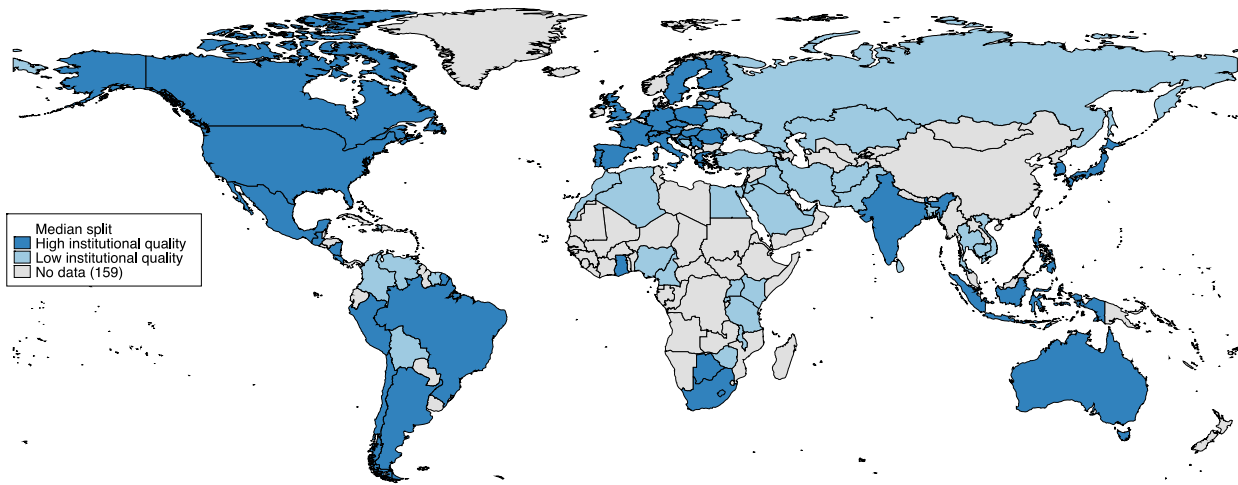 Median split
High institutional quality
Low institutional quality
No data (159)